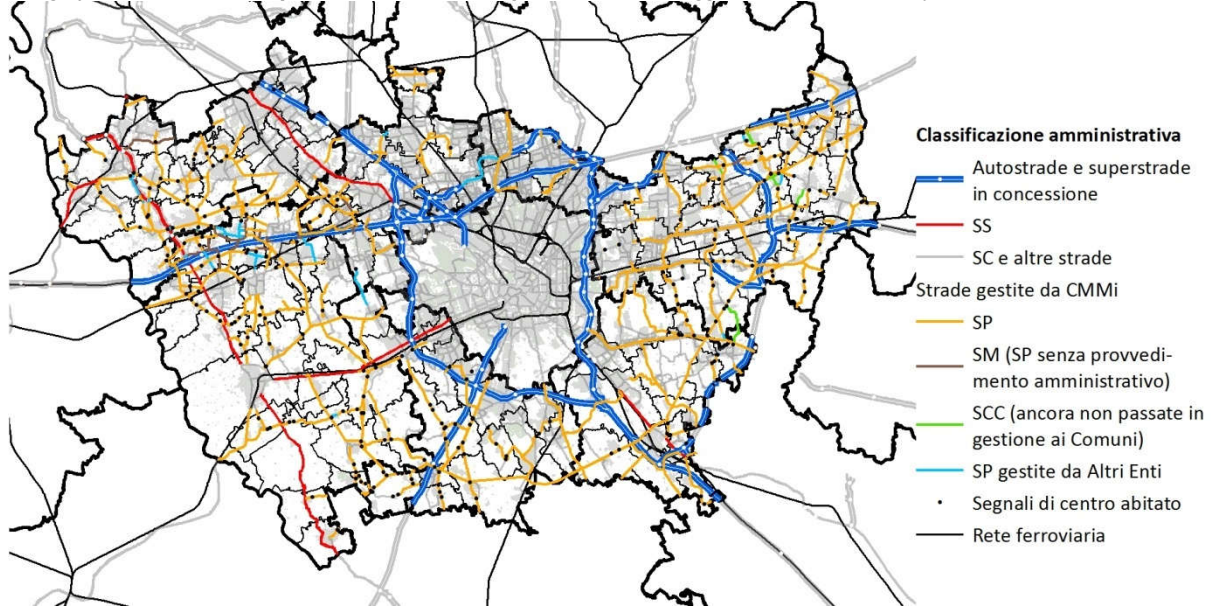 Classificazione amministrativa
Autostrade e superstrade
in concessione
SS
SC e altre strade
Strade gestite da CMMi
SP
SM (SP senza provvedi-
mento amministrativo)
SCC (ancora non passate in
gestione ai Comuni)
SP gestite da Altri Enti
Segnali di centro abitato
Rete ferroviaria